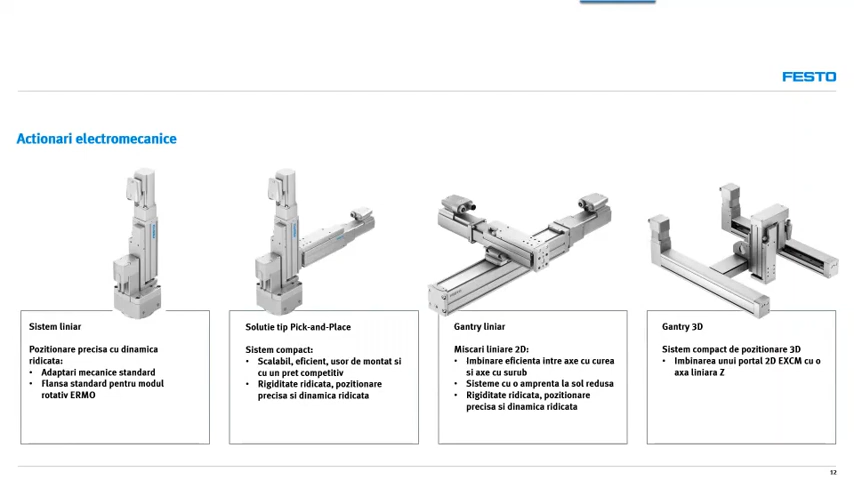 FESTO
Actionari electromecanice
Sistem liniar
Pozitionare precisa cu dinamica
ridicata:
• Adaptari mecanice standard
• Flansa standard pentru modul
rotativ ERMO
Solutie tip Pick-and-Place
Sistem compact:
• Scalabil, eficient, usor de montat si
cu un pret competitiv
• Rigiditate ridicata, pozitionare
precisa si dinamica ridicata
Gantry liniar
Miscari liniare 2D:
• Imbinare eficienta intre axe cu curea
si axe cu surub
• Sisteme cu o amprenta la sol redusa
• Rigiditate ridicata, pozitionare
precisa si dinamica ridicata
Gantry 3D
Sistem compact de pozitionare 3D
• Imbinarea unui portal 2D EXCM cu o
axa liniara Z
12